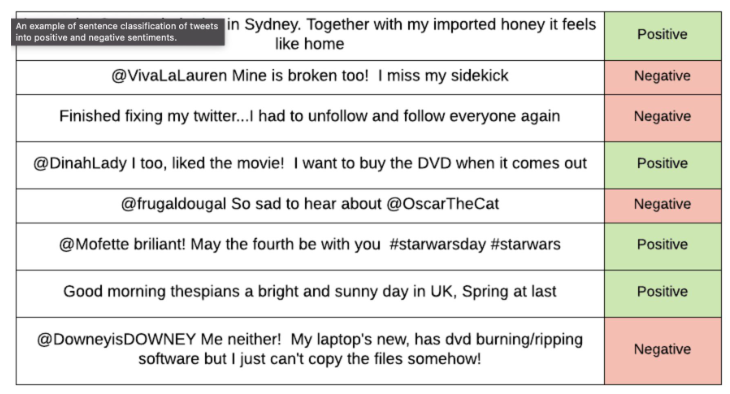 An example of sentence classification of tweets
into positive and negative sentiments.
in Sydney. Together with my imported honey it feels
like home
Positive
@VivaLaLauren Mine is broken too! I miss my sidekick
Negative
Finished fixing my twitter...I had to unfollow and follow everyone again
Negative
@DinahLady I too, liked the movie! I want to buy the DVD when it comes out
Positive
@frugaldougal So sad to hear about @OscarTheCat
Negative
@Mofette briliant! May the fourth be with you #starwarsday #starwars
Positive
Good morning thespians a bright and sunny day in UK, Spring at last
Positive
@DowneyisDOWNEY Me neither! My laptop's new, has dvd burning/ripping
software but I just can't copy the files somehow!
Negative